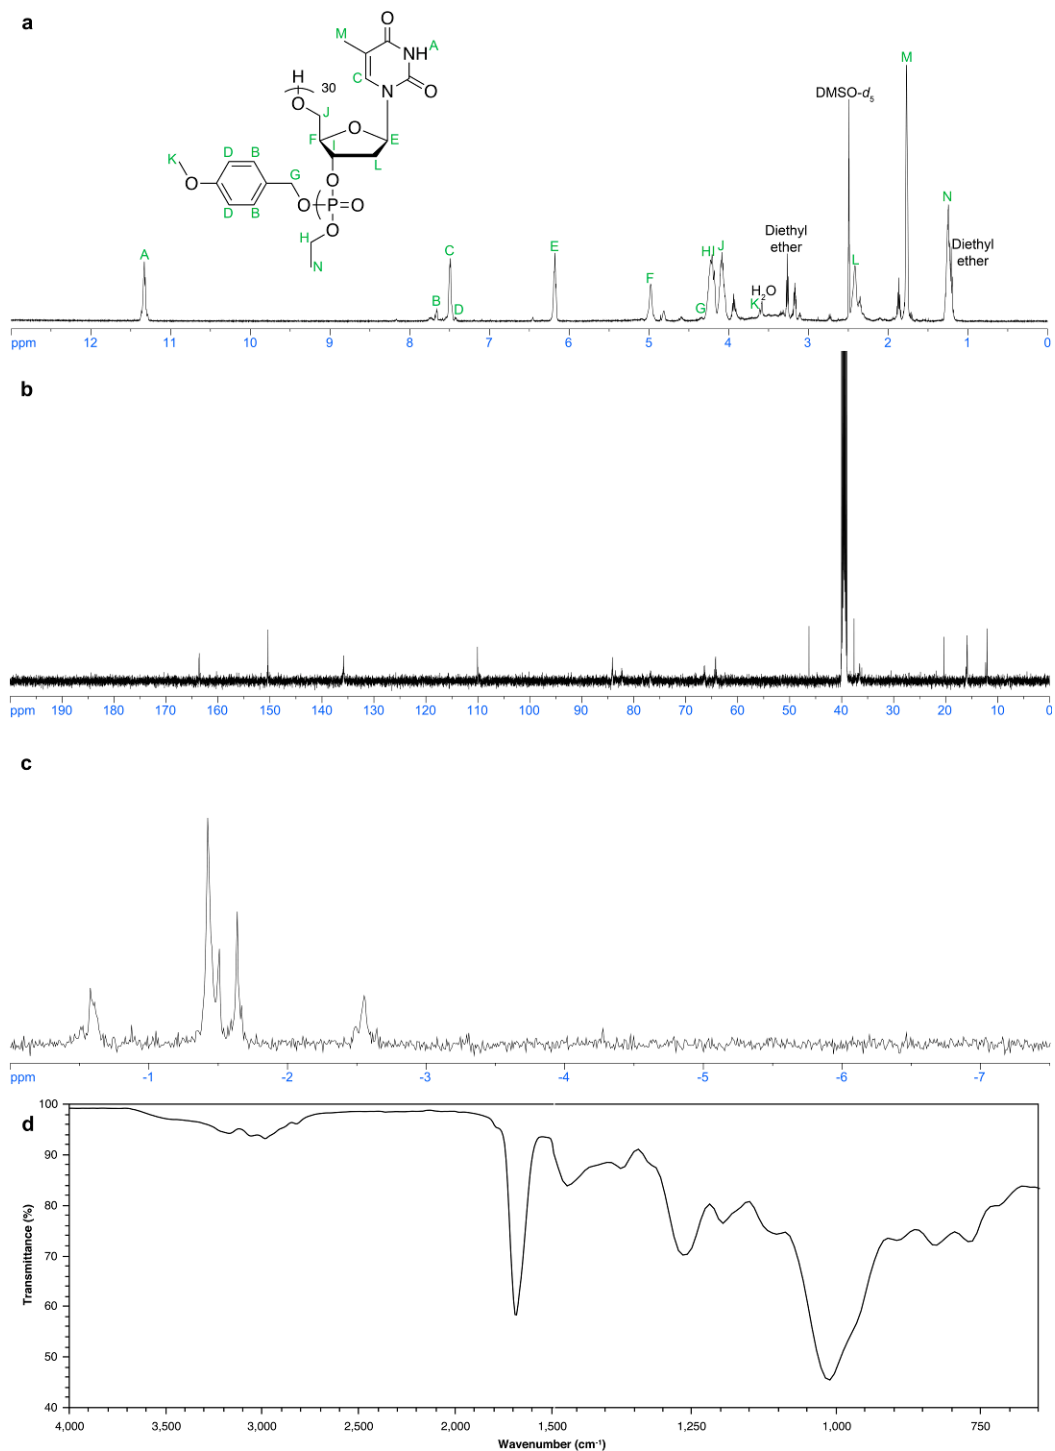 a
O
M
NH
A
C
N
O
H
30
O
J
O
F
I
E
L
K
D
B
G
O
O
D
B
O
P
O
O
H
N
A
B
C
D
E
F
G
HI
J
K
H2O
Diethyl
ether
DMSO-d5
L
M
N
Diethyl
ether
ppm 12 11 10 9 8 7 6 5 4 3 2 1 0
b
ppm 190 180 170 160 150 140 130 120 110 100 90 80 70 60 50 40 30 20 10 0
c
ppm -1 -2 -3 -4 -5 -6 -7
d
Transmittance (%)
100
90
80
70
60
50
40
4,000 3,500 3,000 2,000 1,500 1,250 1,000 750
Wavenumber (cm-1)